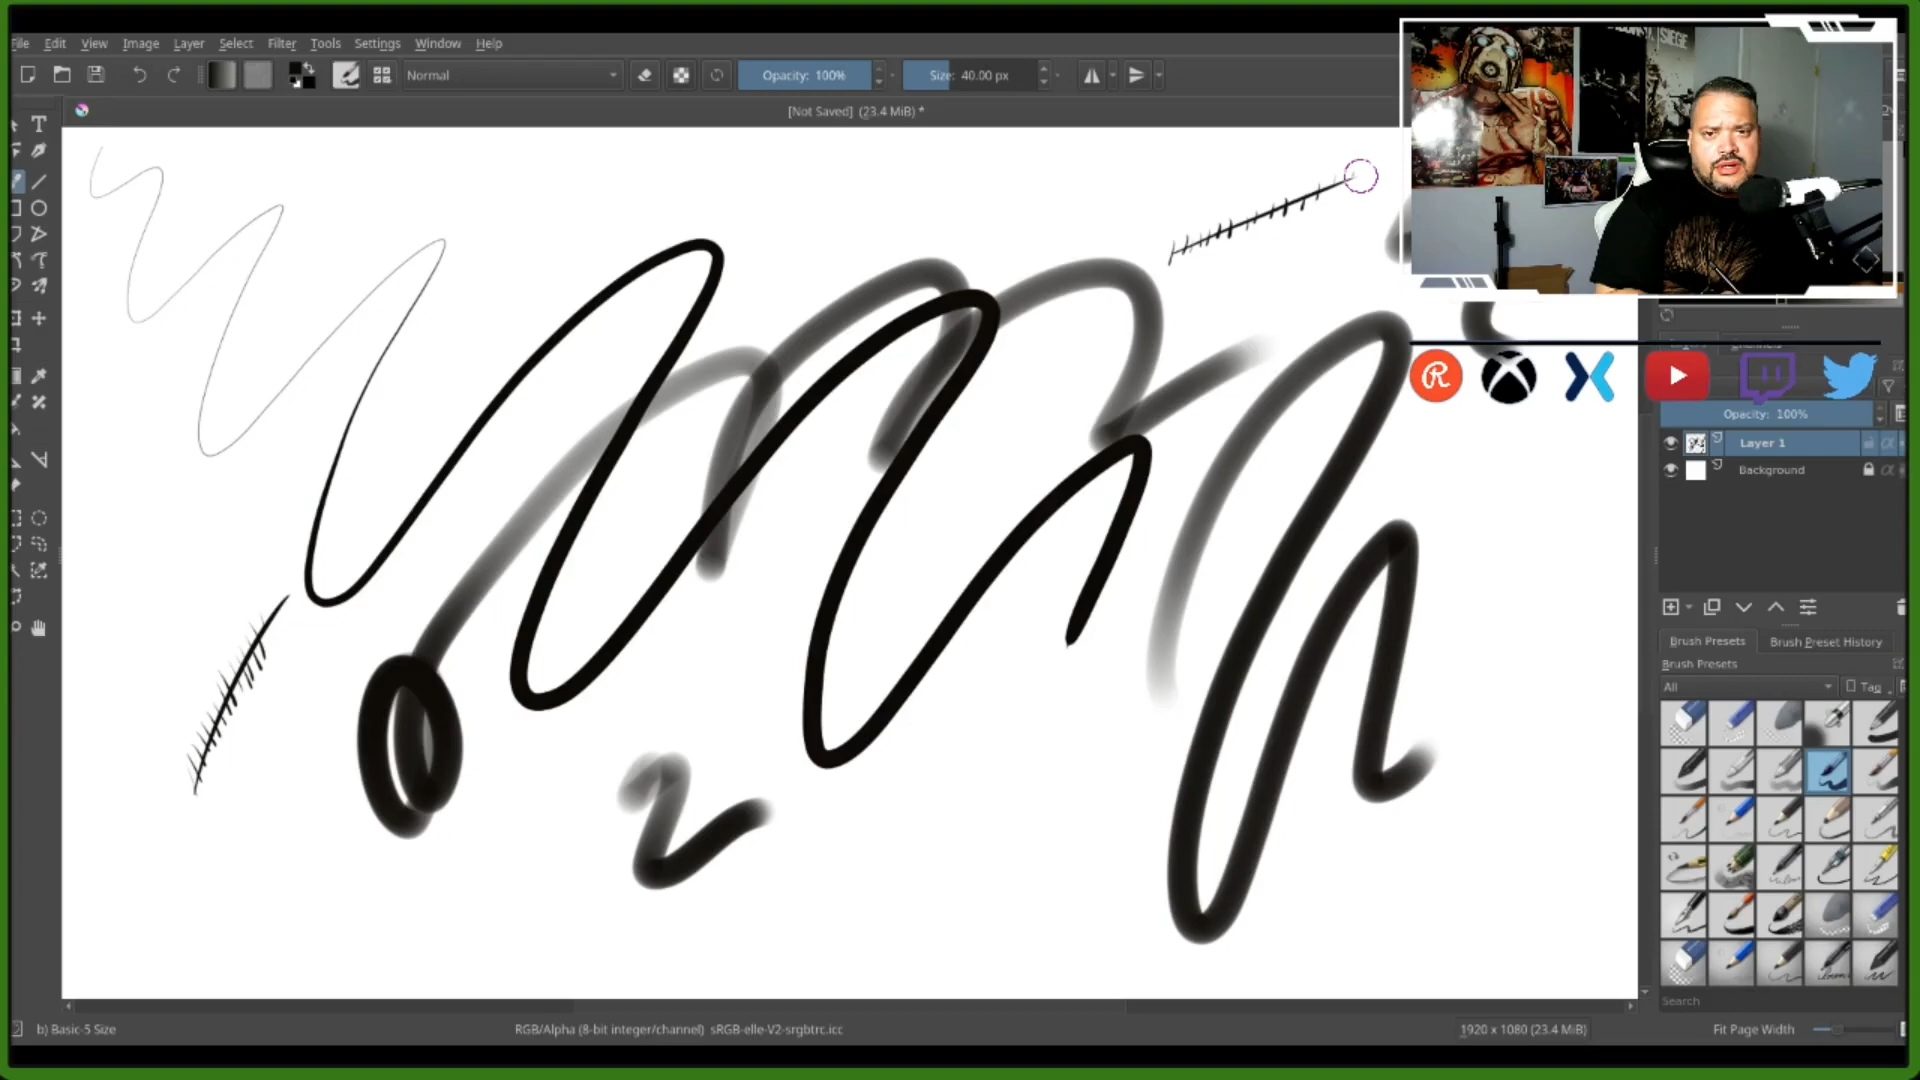 File Edit View Image Layer Select Filter Tools Settings Window Help
Normal
Opacity: 100%
Size: 40.00 px
[Not Saved] (23.4 MiB) *
SIEGE
Opacity: 100%
Layer 1
Background
Brush Presets
Brush Preset History
Brush Presets
All
Tag
Search
b) Basic-5 Size
RGB/Alpha (8-bit integer/channel) sRGB-elle-V2-srgbtrc.icc
1920 x 1080 (23.4 MiB)
Fit Page Width